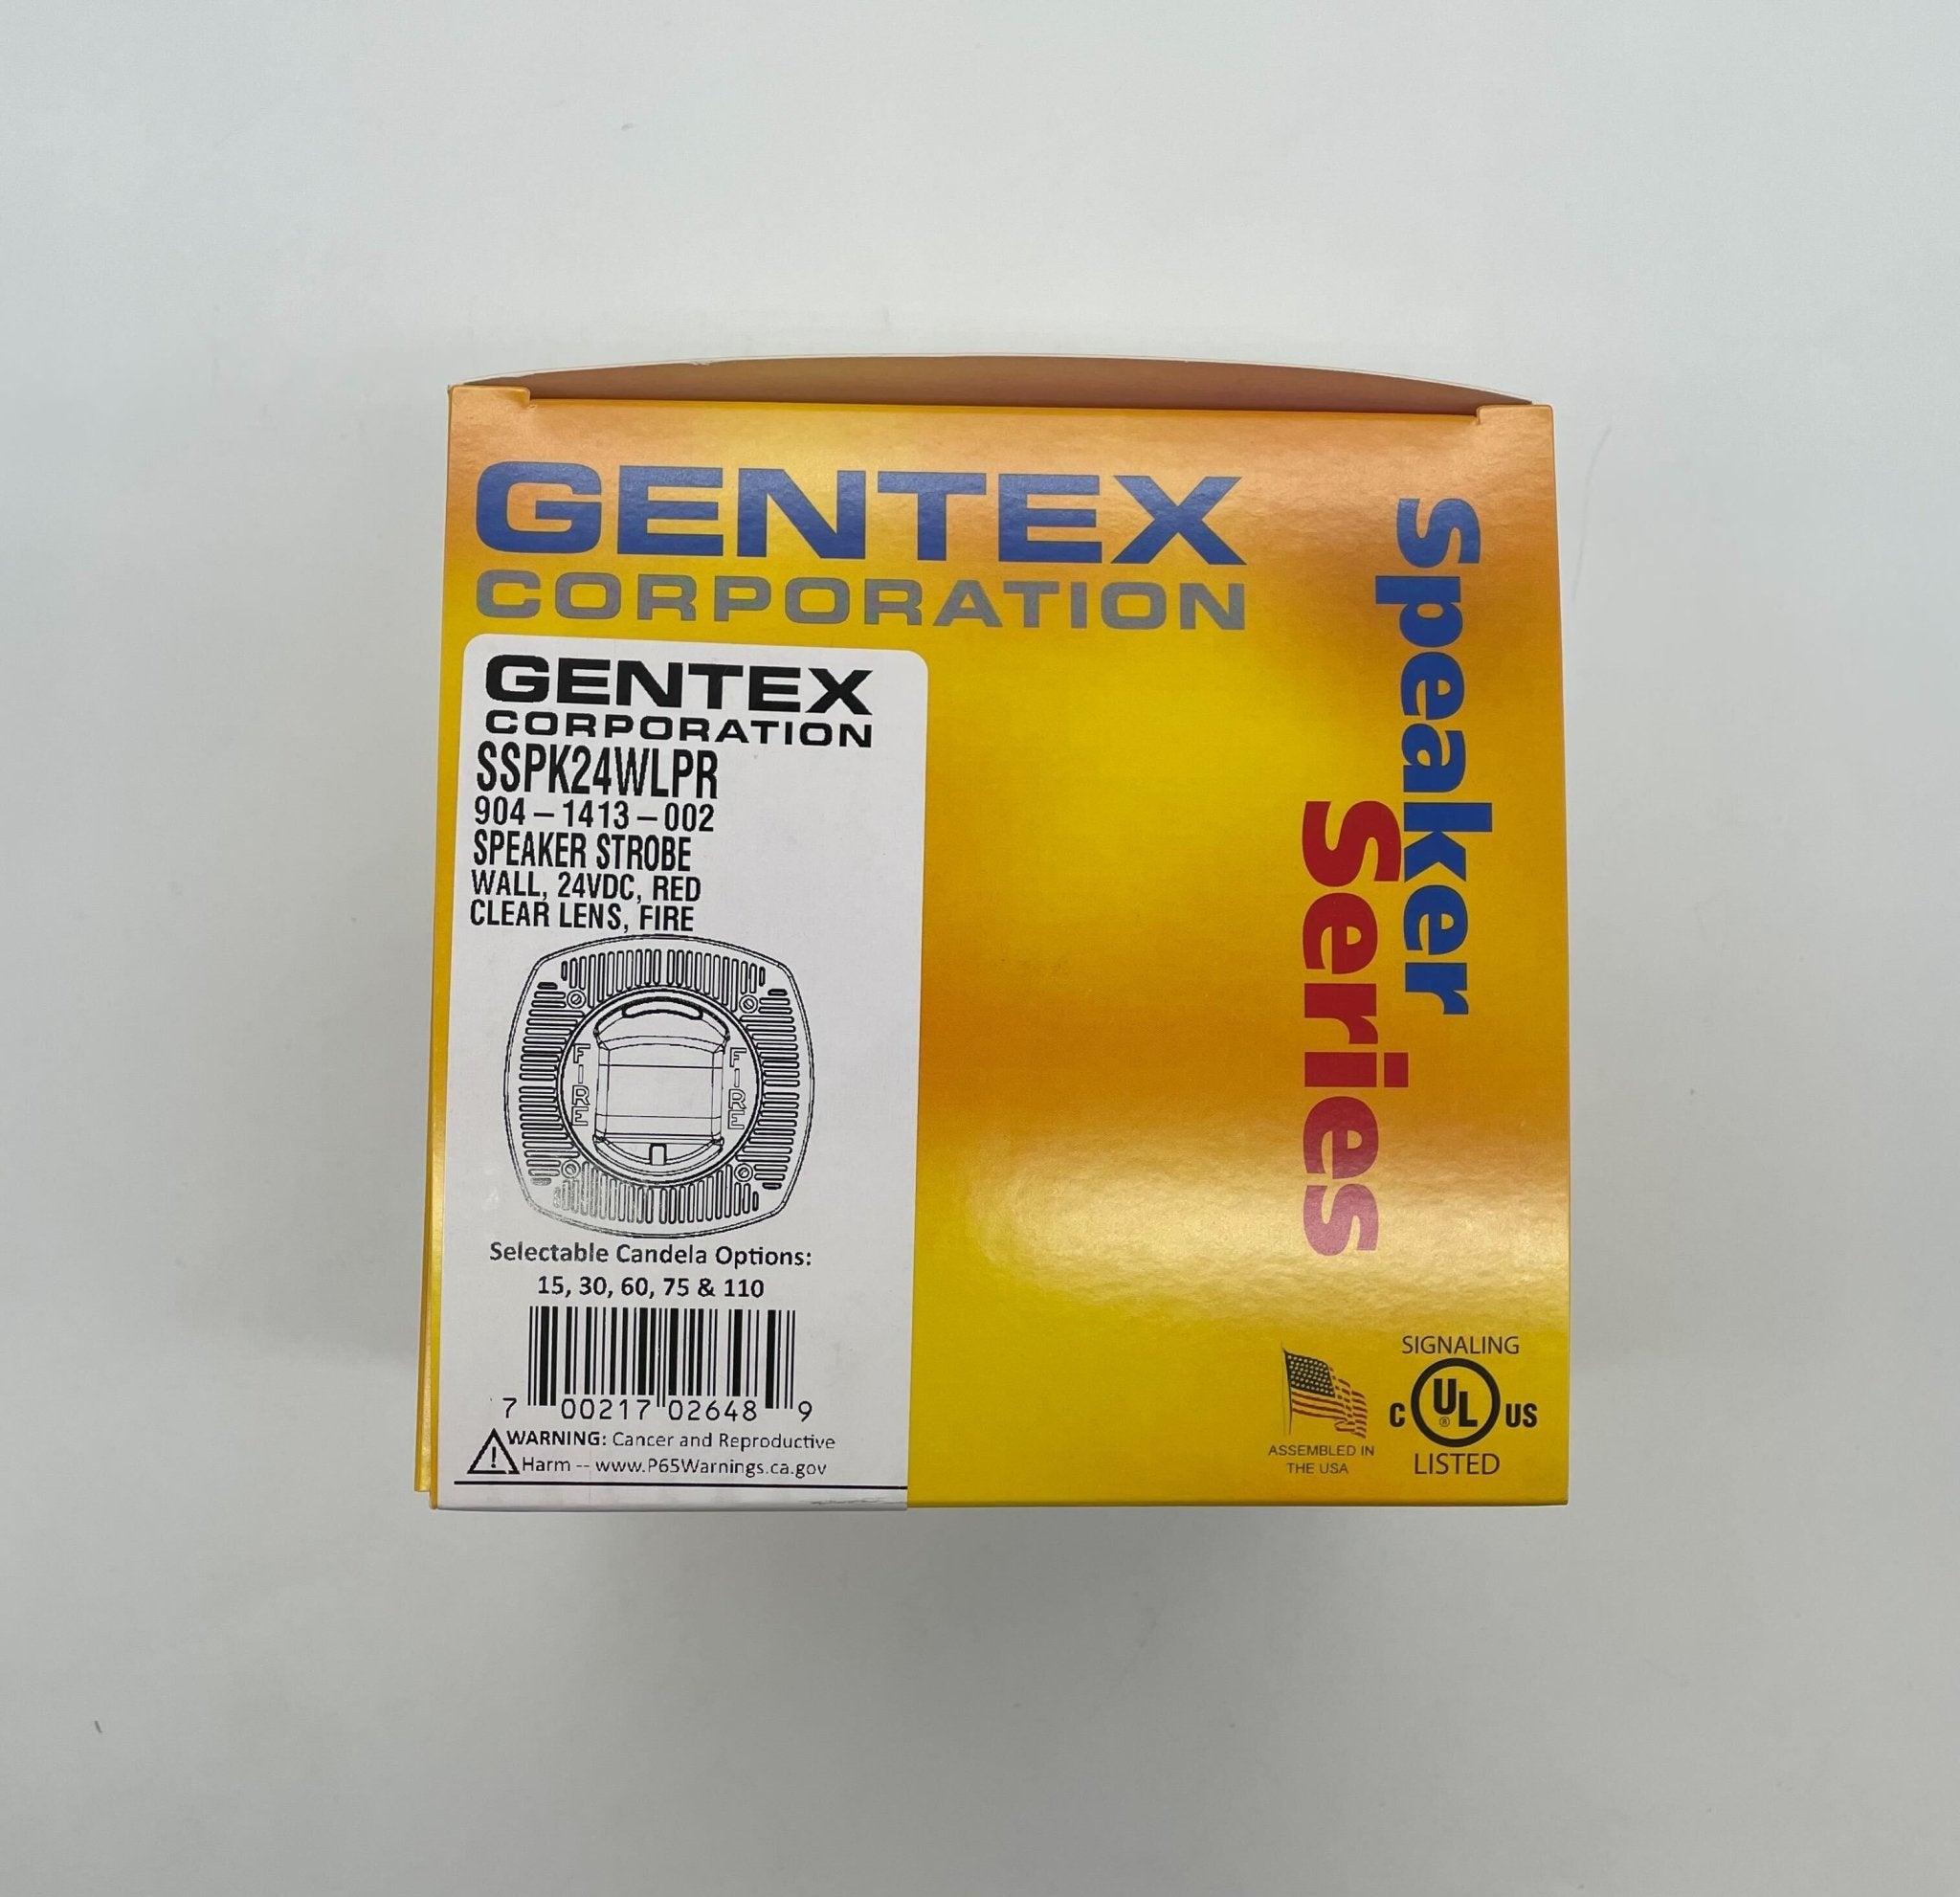 GENTEX
CORPORATION
Speaker
Series
GENTEX
CORPORATION
SSPK24WLPR
904-1413-002
SPEAKER STROBE
WALL, 24VDC, RED
CLEAR LENS, FIRE
FIRE
FIRE
Selectable Candela Options:
15, 30, 60, 75 & 110
7 00217 02648 9
WARNING: Cancer and Reproductive
Harm -- www.P65Warnings.ca.gov
ASSEMBLED IN
THE USA
SIGNALING
C UL® US
LISTED